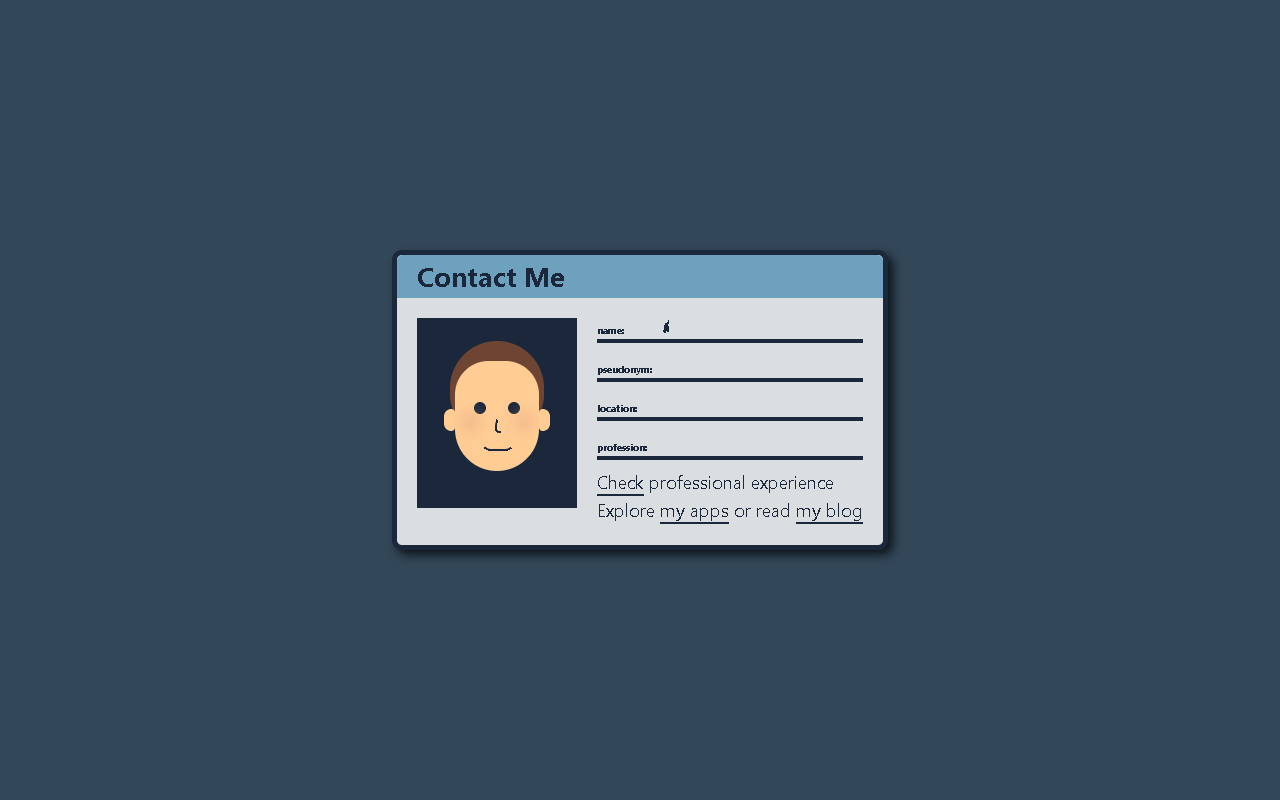 Contact Me
name:
pseudonym:
location:
profession:
Check professional experience
Explore my apps or read my blog